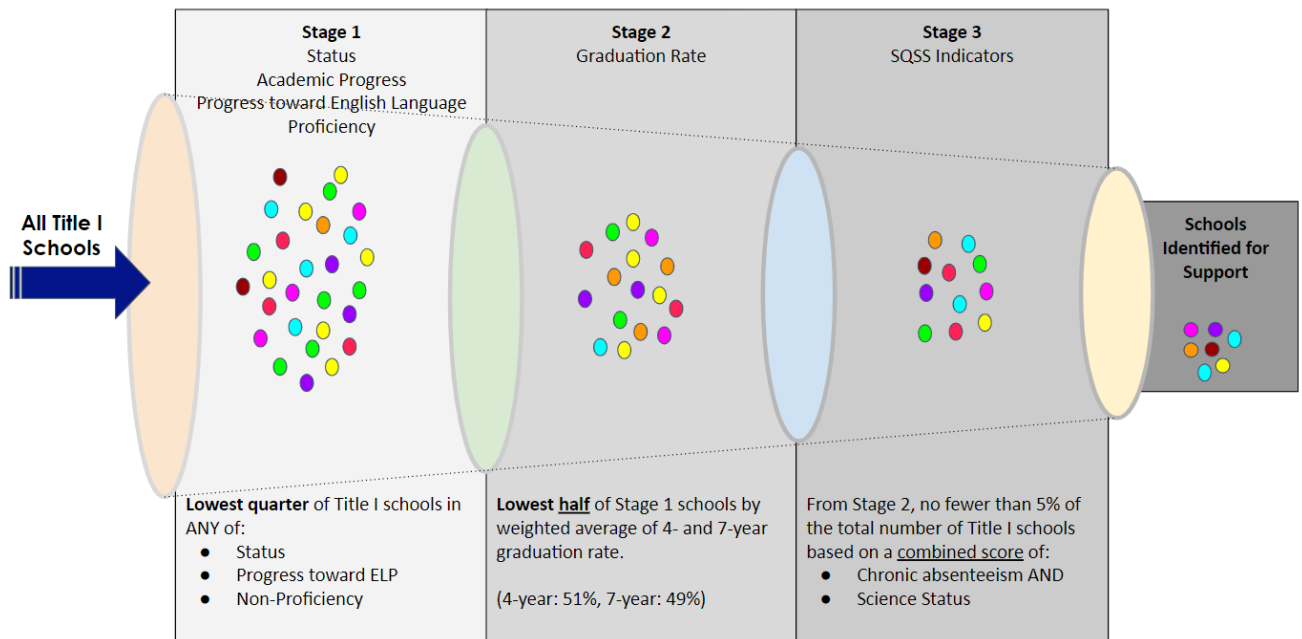 All Title I
Schools
Stage 1
Status
Academic Progress
Progress toward English Language
Proficiency
Lowest quarter of Title I schools in
ANY of:
● Status
● Progress toward ELP
● Non-Proficiency
Stage 2
Graduation Rate
Lowest half of Stage 1 schools by
weighted average of 4- and 7-year
graduation rate.
(4-year: 51%, 7-year: 49%)
Stage 3
SQSS Indicators
From Stage 2, no fewer than 5% of
the total number of Title I schools
based on a combined score of:
● Chronic absenteeism AND
● Science Status
Schools
Identified for
Support